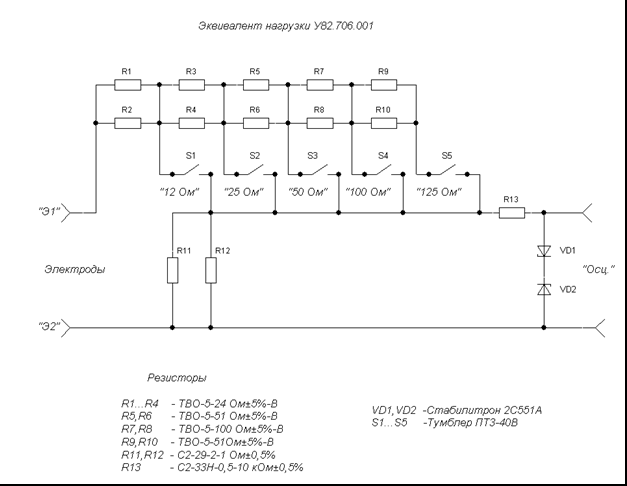 Эквивалент нагрузки У82.706.001
R1 R3 R5 R7 R9
R2 R4 R6 R8 R10
S1 S2 S3 S4 S5
"12 Ом" "25 Ом" "50 Ом" "100 Ом" "125 Ом"
R13
"Э1"
R11 R12
VD1
Электроды
"Осц."
VD2
"Э2"
Резисторы
R1...R4 - ТВО-5-24 Ом±5%-В
R5,R6 - ТВО-5-51 Ом±5%-В
R7,R8 - ТВО-5-100 Ом±5%-В
R9,R10 - ТВО-5-51Ом±5%-В
R11,R12 - С2-29-2-1 Ом±0,5%
R13 - С2-33Н-0,5-10 кОм±0,5%
VD1,VD2 -Стабилитрон 2С551А
S1...S5 -Тумблер ПТ3-40В